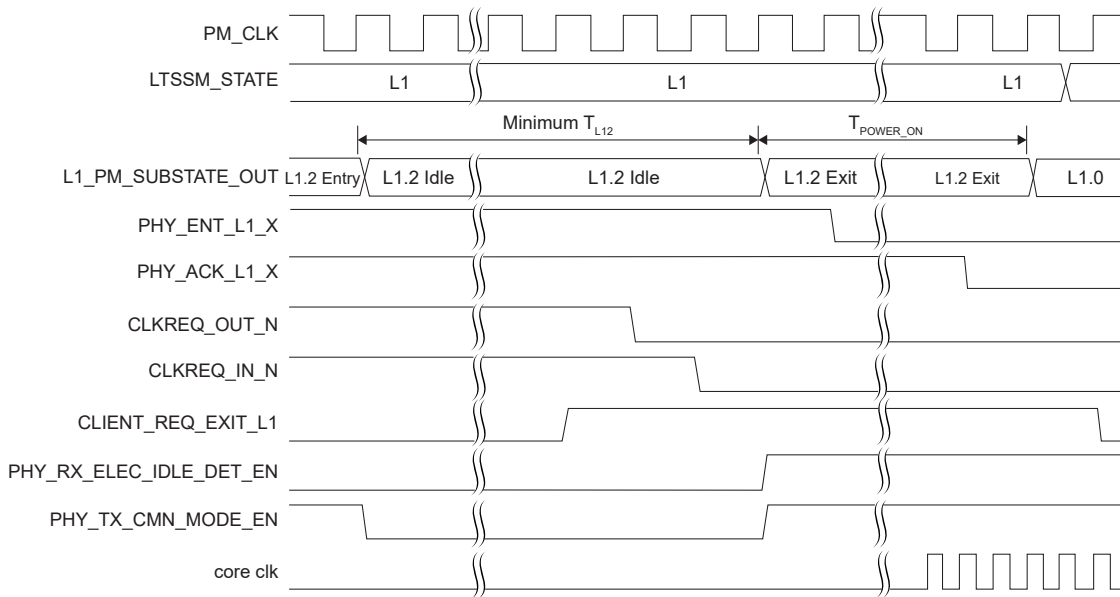 PM_CLK
LTSSM_STATE L1 L1 L1
Minimum T_L12 T_POWER_ON
L1_PM_SUBSTATE_OUT L1.2 Entry L1.2 Idle L1.2 Idle L1.2 Exit L1.2 Exit L1.0
PHY_ENT_L1_X
PHY_ACK_L1_X
CLKREQ_OUT_N
CLKREQ_IN_N
CLIENT_REQ_EXIT_L1
PHY_RX_ELEC_IDLE_DET_EN
PHY_TX_CMN_MODE_EN
core clk